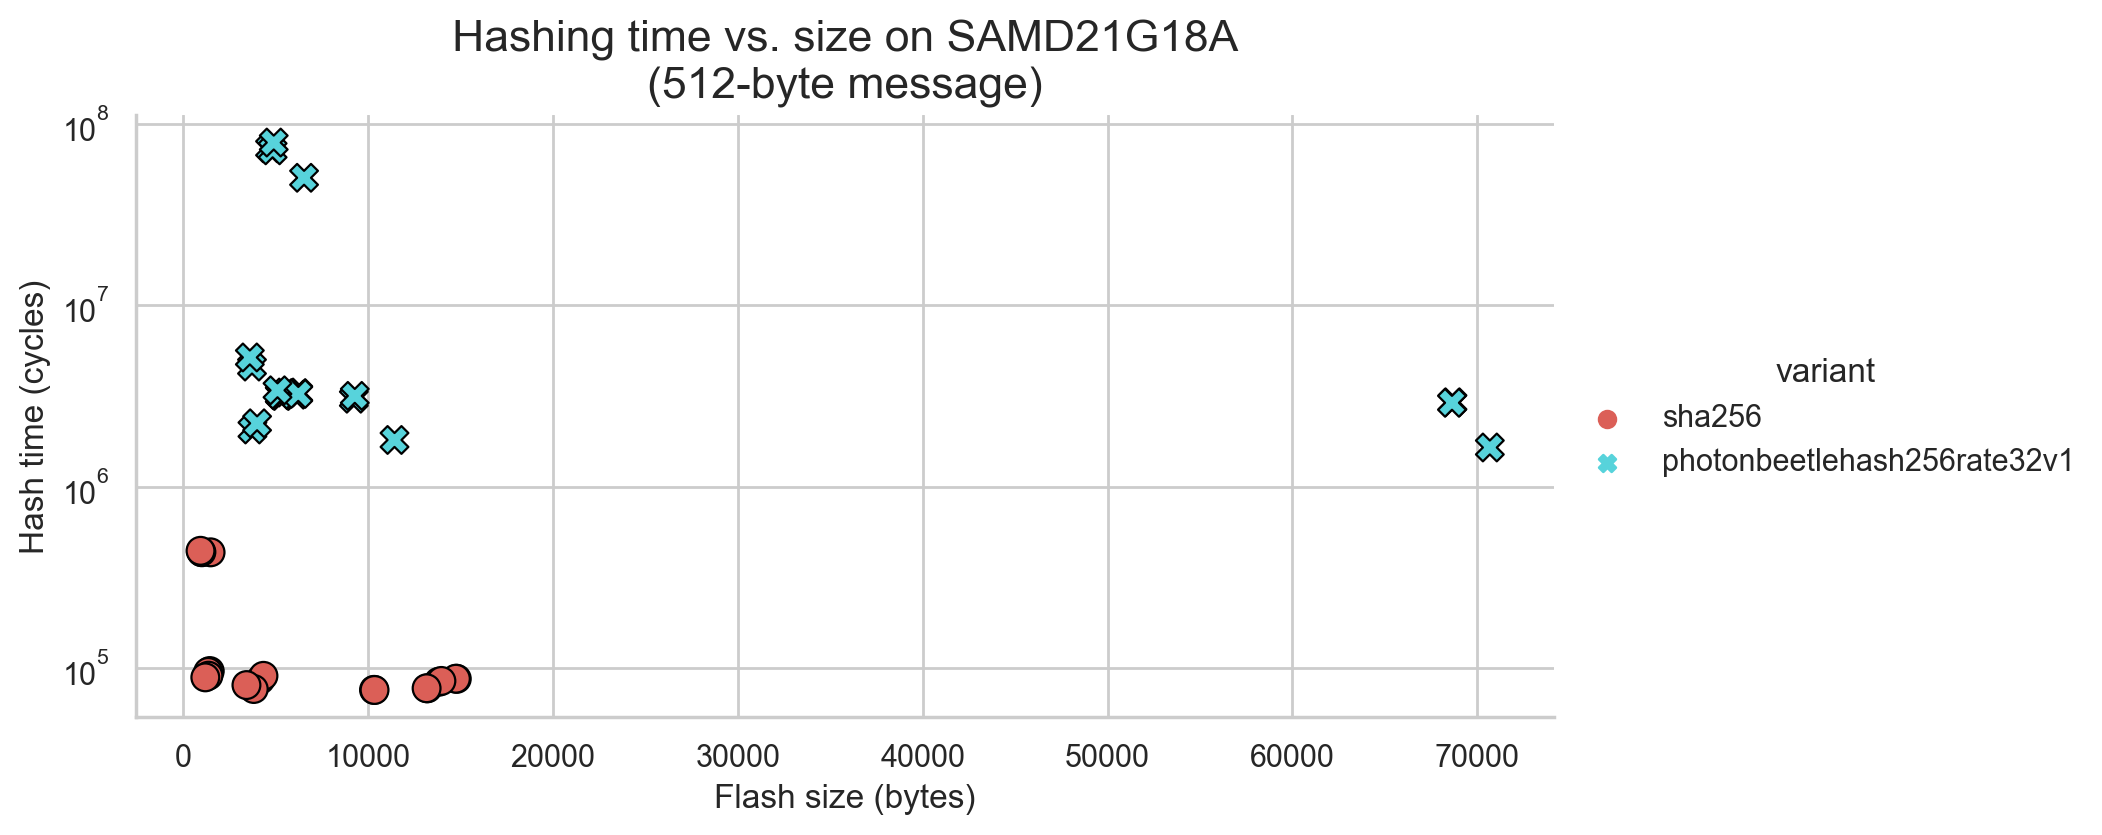 Hashing time vs. size on SAMD21G18A
(512-byte message)
Hash time (cycles)
10^8
10^7
10^6
10^5
0 10000 20000 30000 40000 50000 60000 70000
Flash size (bytes)
variant
sha256
photonbeetlehash256rate32v1